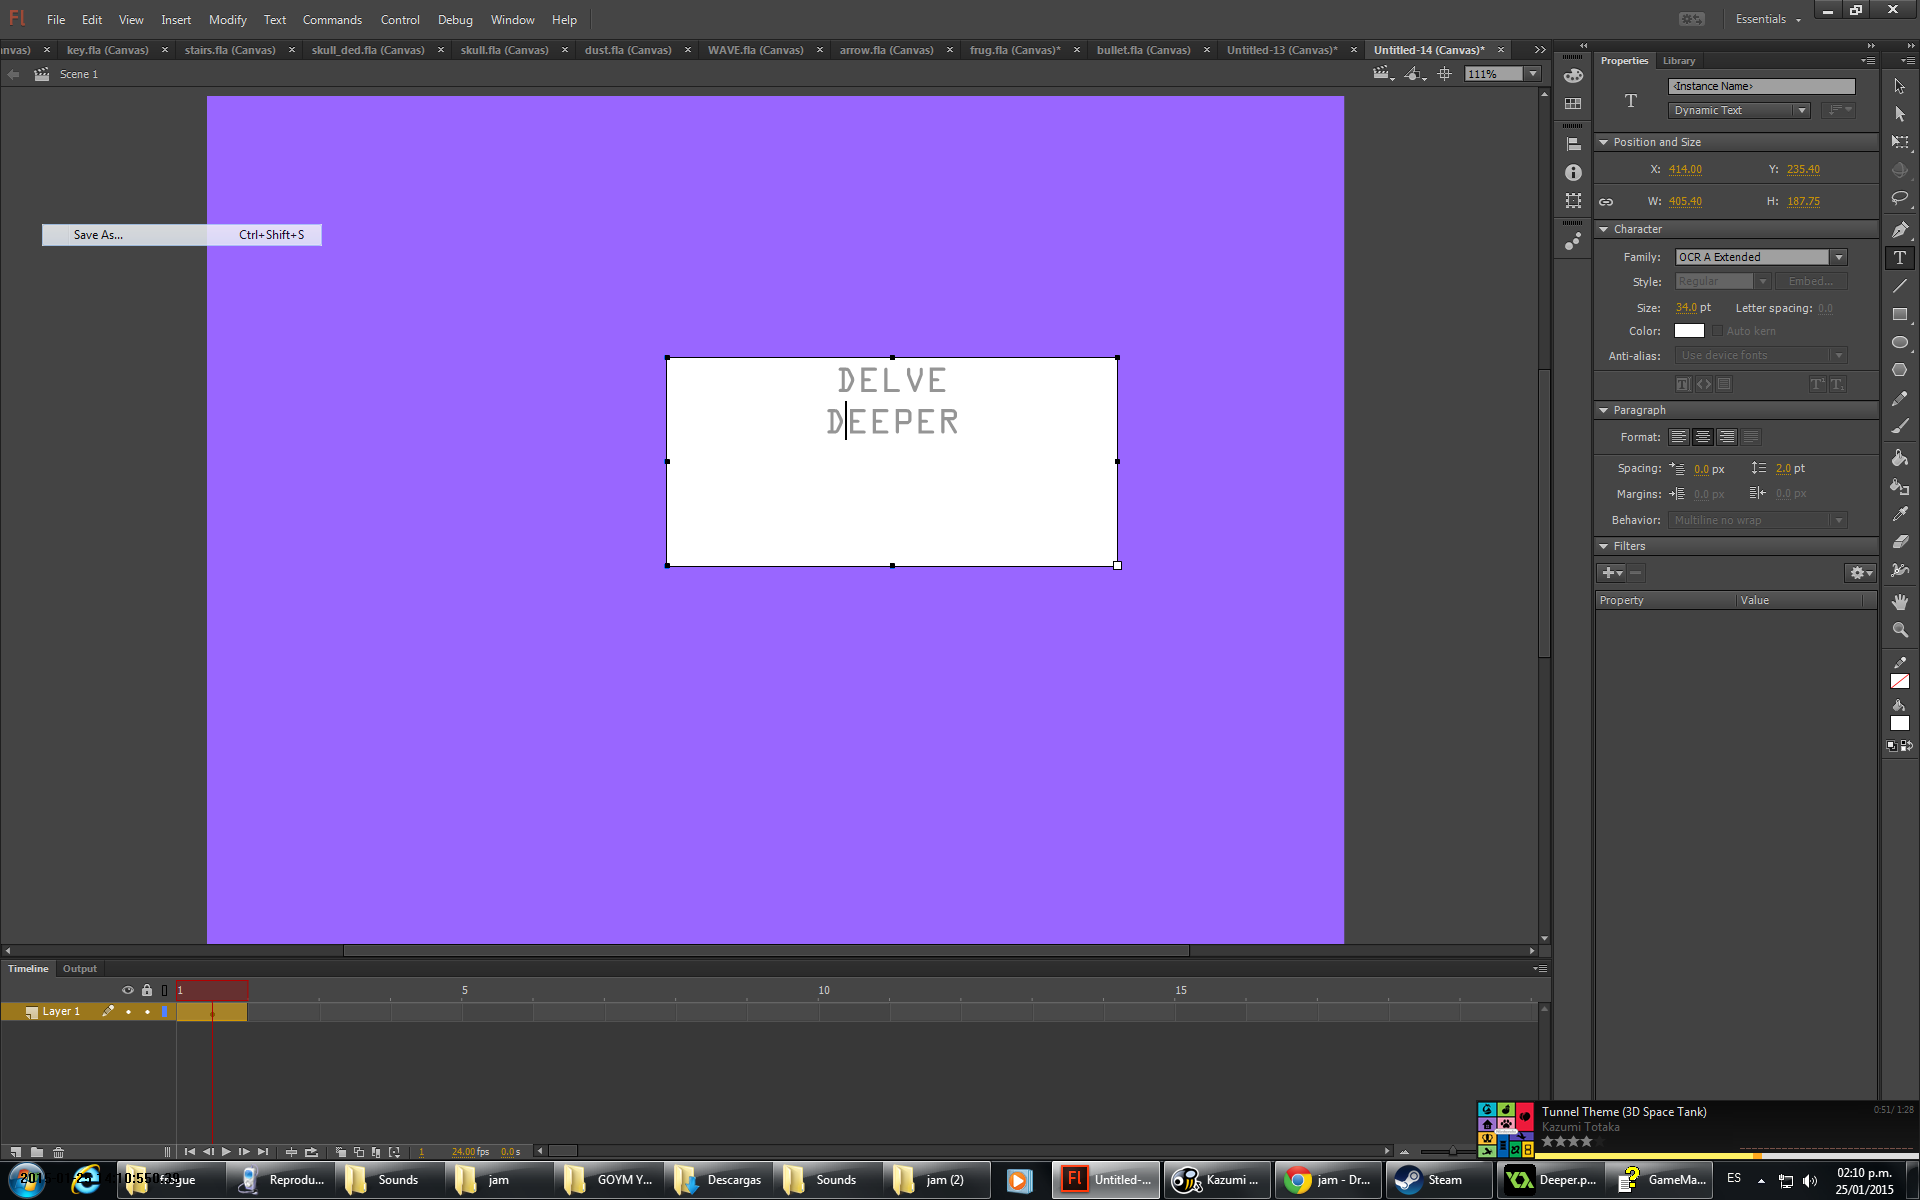 Fl File Edit View Insert Modify Text Commands Control Debug Window Help Essentials
nvas) × key.fla (Canvas) × stairs.fla (Canvas) × skull_ded.fla (Canvas) × skull.fla (Canvas) × dust.fla (Canvas) × WAVE.fla (Canvas) × arrow.fla (Canvas) × frug.fla (Canvas)* × bullet.fla (Canvas) × Untitled-13 (Canvas)* × Untitled-14 (Canvas)* ×
Scene 1 111%
Save As... Ctrl+Shift+S
DELVE
DEEPER
Properties Library
<Instance Name>
T Dynamic Text
Position and Size
X: 414.00 Y: 235.40
W: 405.40 H: 187.75
Character
Family: OCR A Extended
Style: Regular Embed...
Size: 34.0 pt Letter spacing: 0.0
Color: Auto kern
Anti-alias: Use device fonts
Paragraph
Format:
Spacing: 0.0 px 2.0 pt
Margins: 0.0 px 0.0 px
Behavior: Multiline no wrap
Filters
Property Value
Timeline Output
1 5 10 15
Layer 1
1 24.00 fps 0.0 s
Tunnel Theme (3D Space Tank) 0:51/ 1:28
Kazumi Totaka
Reprodu... Sounds jam GOYM Y... Descargas Sounds jam (2) Fl Untitled-... Kazumi ... jam - Dr... Steam Deeper.p... GameMa... ES 02:10 p.m.
25/01/2015